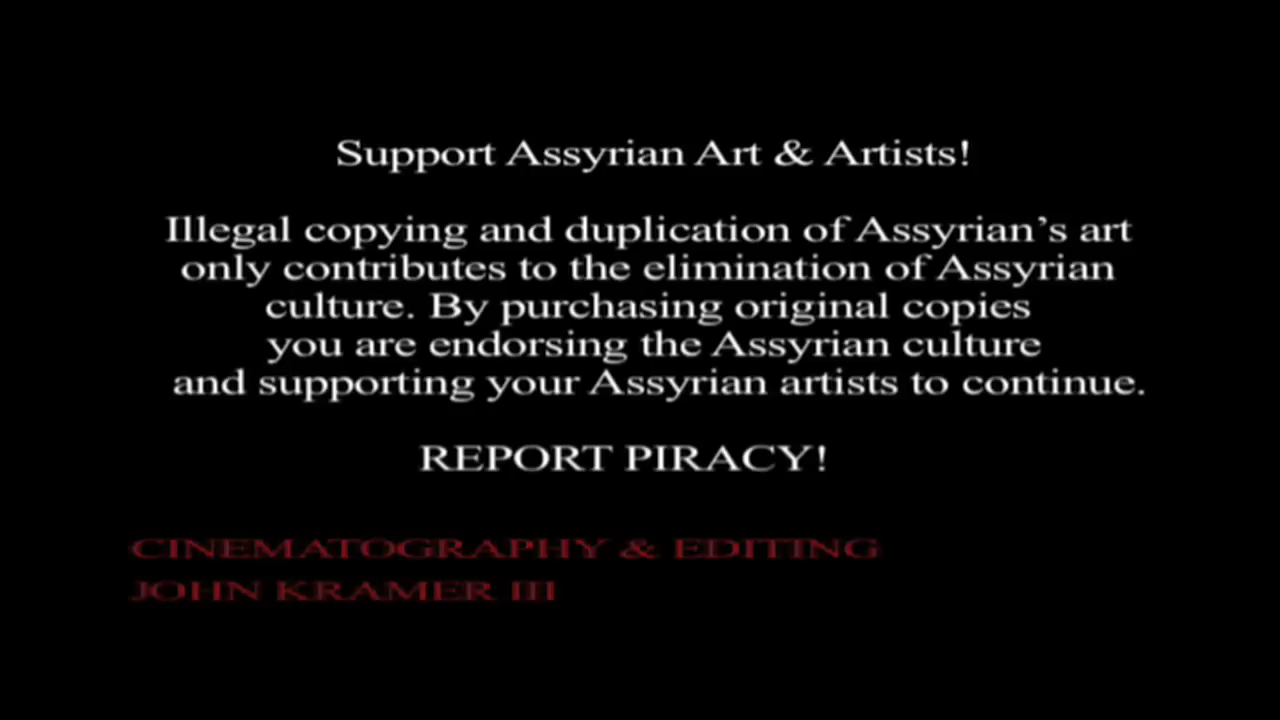 Support Assyrian Art & Artists!
Illegal copying and duplication of Assyrian’s art
only contributes to the elimination of Assyrian
culture. By purchasing original copies
you are endorsing the Assyrian culture
and supporting your Assyrian artists to continue.
REPORT PIRACY!
CINEMATOGRAPHY & EDITING
JOHN KRAMER III